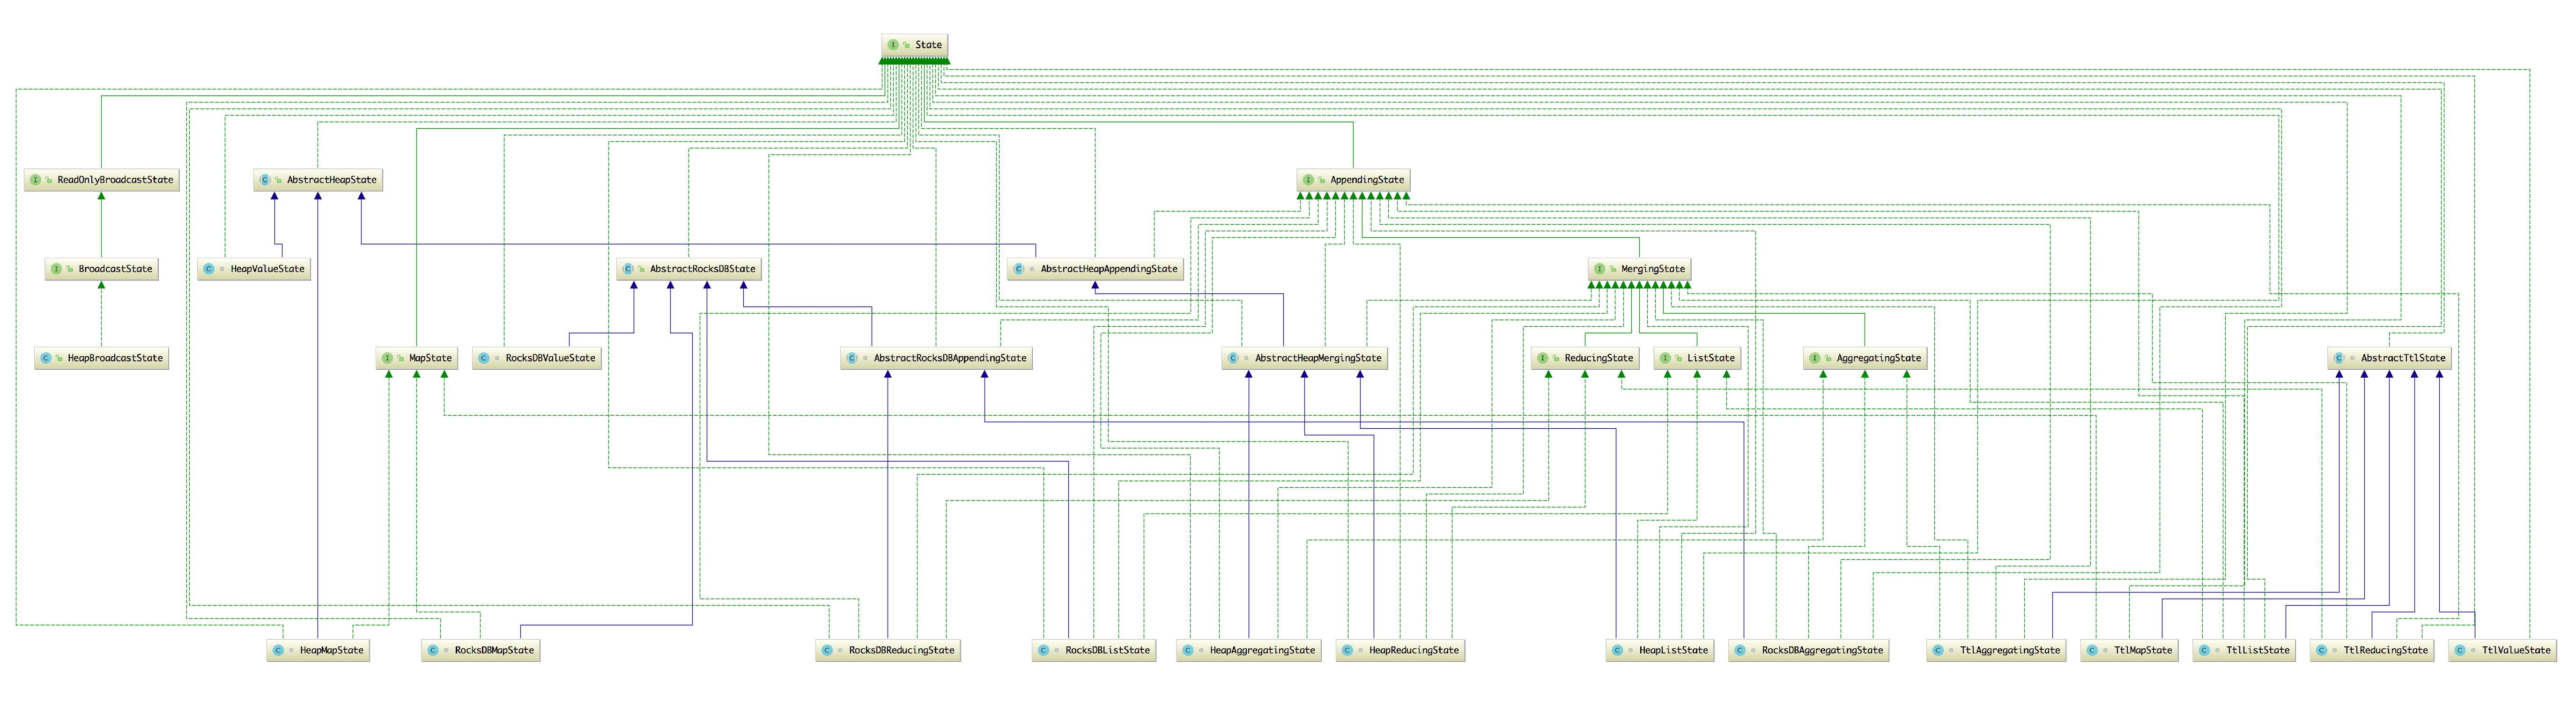 State
ReadOnlyBroadcastState
AbstractHeapState
AppendingState
BroadcastState
HeapValueState
AbstractRocksDBState
AbstractHeapAppendingState
MergingState
HeapBroadcastState
MapState
RocksDBValueState
AbstractRocksDBAppendingState
AbstractHeapMergingState
ReducingState
ListState
AggregatingState
AbstractTtlState
HeapMapState
RocksDBMapState
RocksDBReducingState
RocksDBListState
HeapAggregatingState
HeapReducingState
HeapListState
RocksDBAggregatingState
TtlAggregatingState
TtlMapState
TtlListState
TtlReducingState
TtlValueState